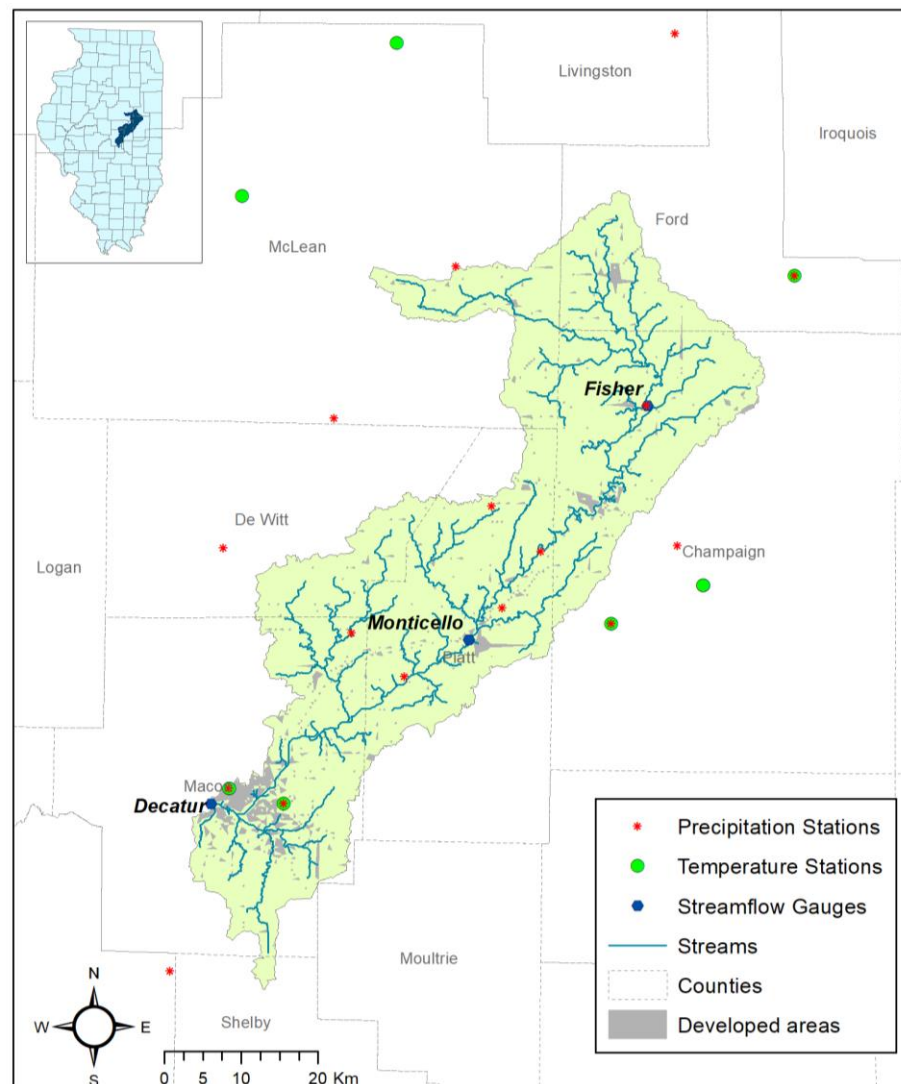 Livingston
Iroquois
Ford
McLean
Fisher
De Witt
Champaign
Logan
Monticello
Piatt
Macon
Decatur
Precipitation Stations
Temperature Stations
Streamflow Gauges
Streams
Counties
Developed areas
Moultrie
Shelby
N
W E
S
0 5 10 20 Km